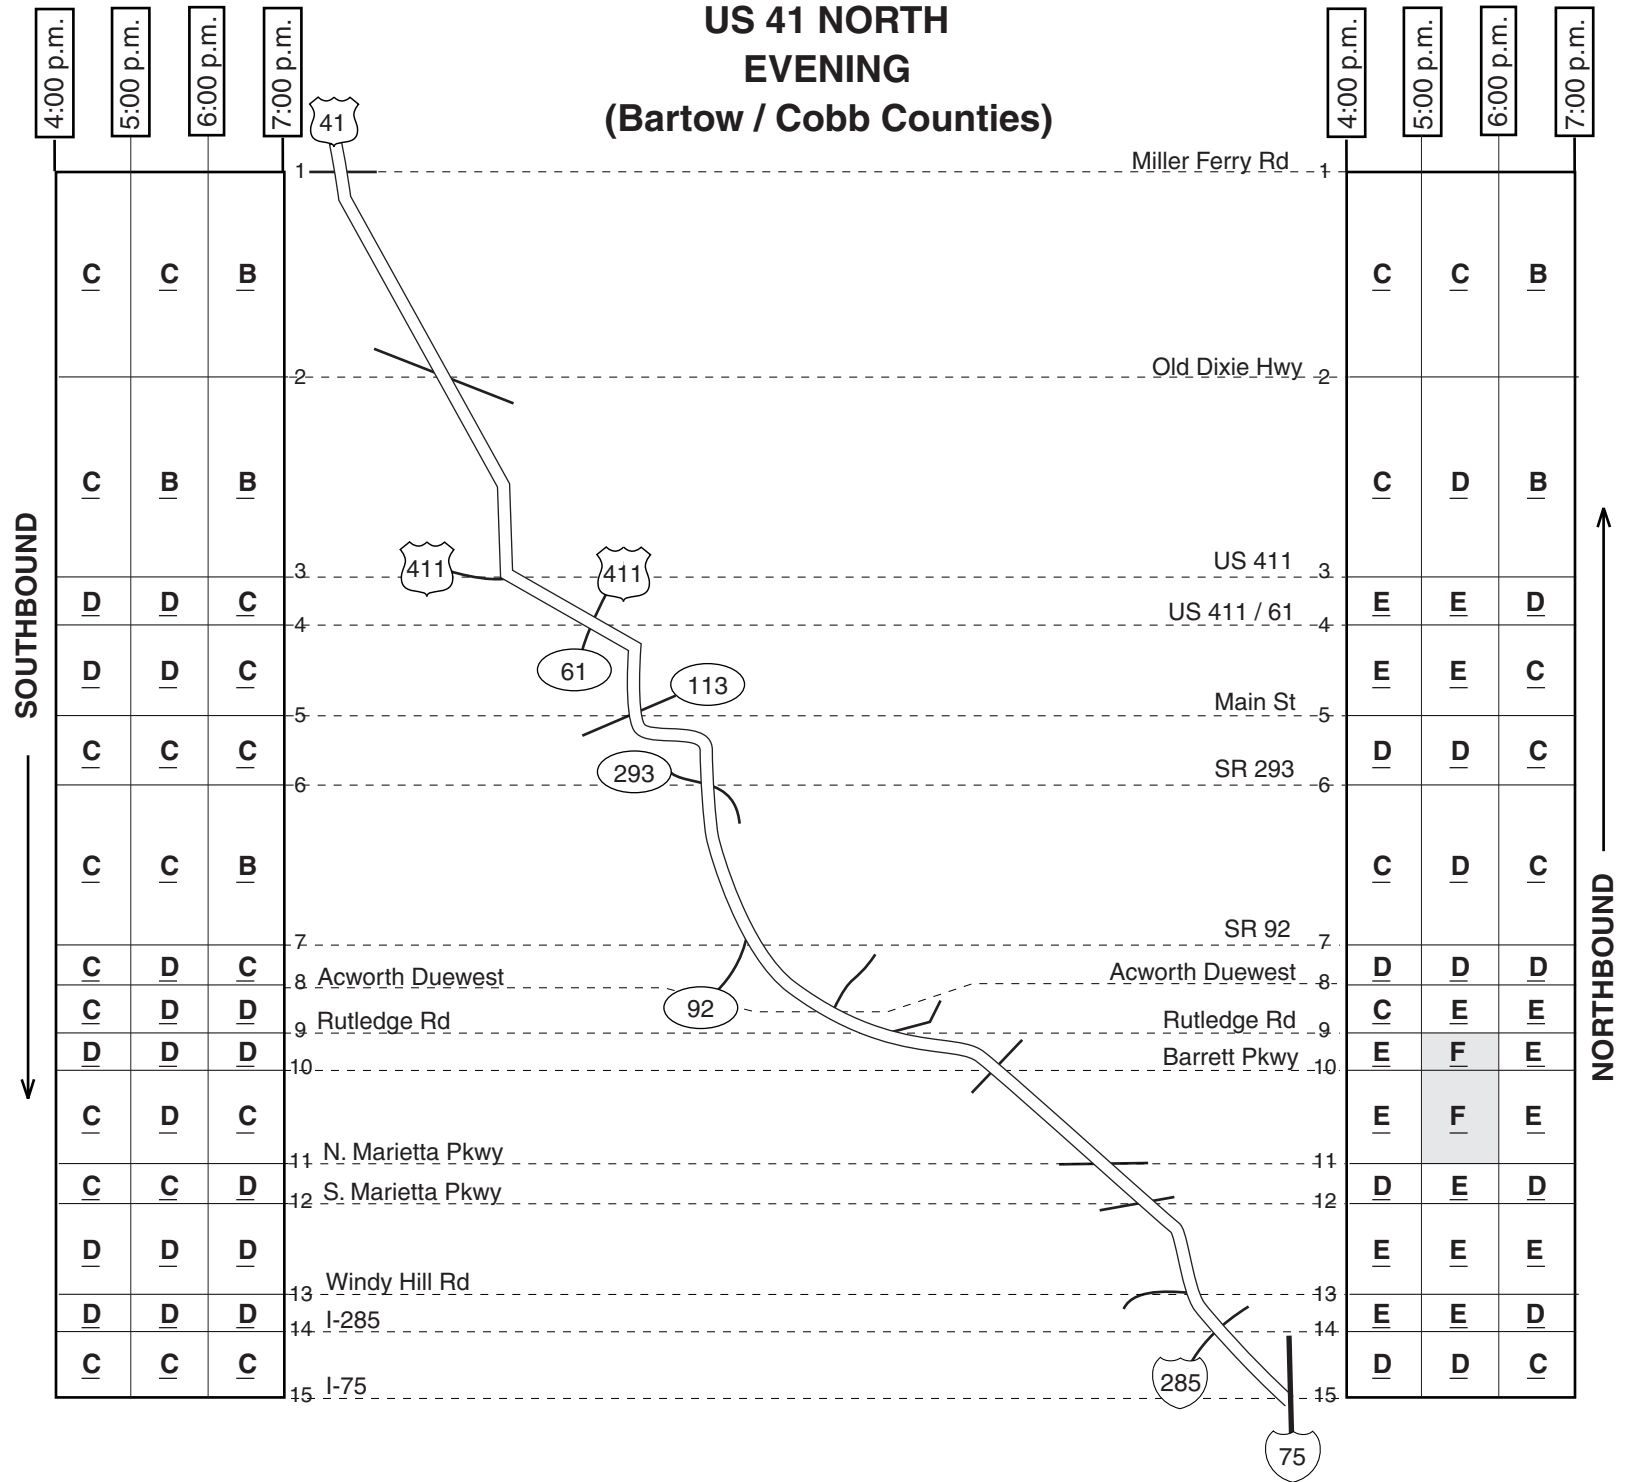 US 41 NORTH
EVENING
(Bartow / Cobb Counties)
4:00 p.m. 5:00 p.m. 6:00 p.m. 7:00 p.m.
4:00 p.m. 5:00 p.m. 6:00 p.m. 7:00 p.m.
41
1 Miller Ferry Rd 1
C C B C C B
2 Old Dixie Hwy 2
C B B C D B
411 411
3 US 411 3
D D C E E D
4 US 411 / 61 4
61
D D C E E C
113
5 Main St 5
C C C D D C
293
6 SR 293 6
C C B C D C
7 SR 92 7
C D C D D D
8 Acworth Duewest Acworth Duewest 8
92
C D D C E E
9 Rutledge Rd Rutledge Rd 9
D D D E F E
10 Barrett Pkwy 10
C D C E F E
11 N. Marietta Pkwy 11
C C D D E D
12 S. Marietta Pkwy 12
D D D E E E
13 Windy Hill Rd 13
D D D E E D
14 I-285 14
C C C D D C
285
15 I-75 15
75
SOUTHBOUND
NORTHBOUND